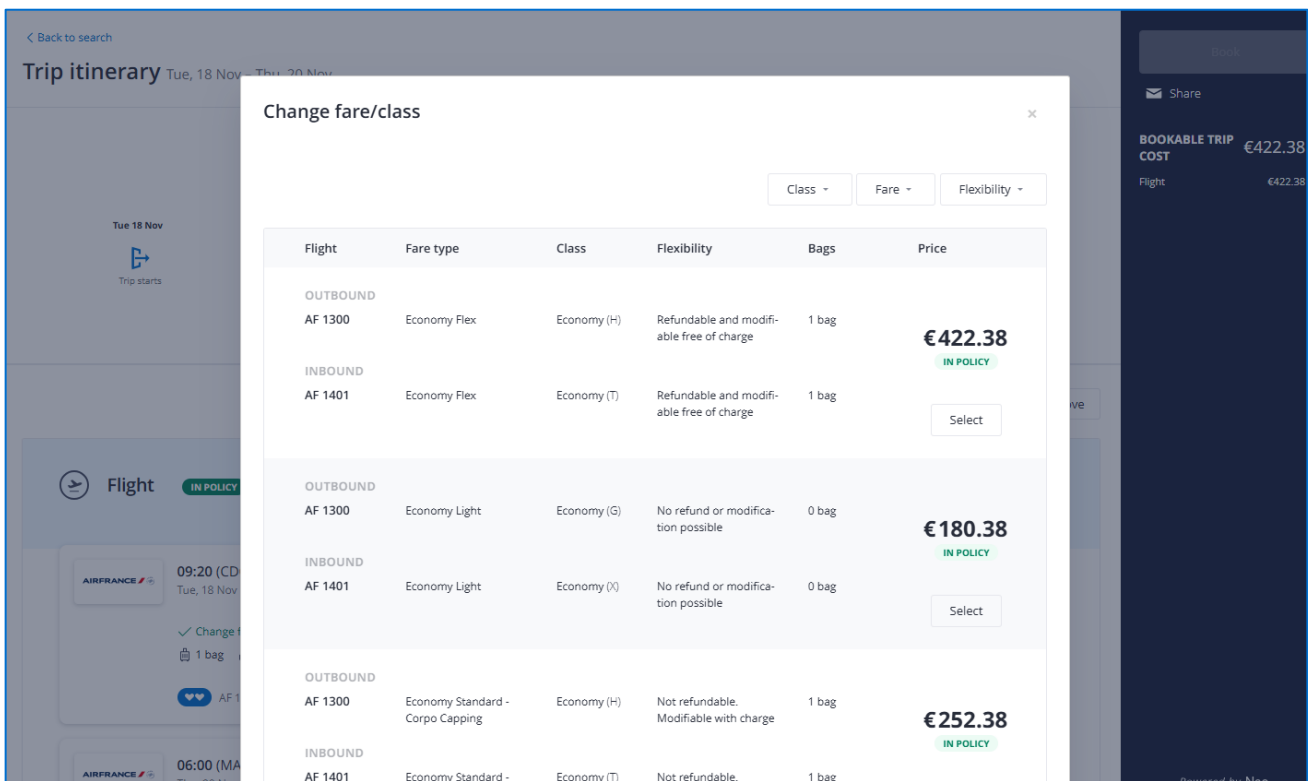 Back to search
Trip itinerary Tue, 18 Nov - Thu, 20 Nov
Book
Share
BOOKABLE TRIP COST €422.38
Flight €422.38
Tue 18 Nov
Trip starts
Change fare/class
×
Class Fare Flexibility
Flight Fare type Class Flexibility Bags Price
OUTBOUND
AF 1300 Economy Flex Economy (H) Refundable and modifi-
able free of charge 1 bag
€422.38
IN POLICY
INBOUND
AF 1401 Economy Flex Economy (T) Refundable and modifi-
able free of charge 1 bag
Select
OUTBOUND
AF 1300 Economy Light Economy (G) No refund or modifica-
tion possible 0 bag
€180.38
IN POLICY
INBOUND
AF 1401 Economy Light Economy (X) No refund or modifica-
tion possible 0 bag
Select
OUTBOUND
AF 1300 Economy Standard -
Corpo Capping Economy (H) Not refundable.
Modifiable with charge 1 bag
€252.38
IN POLICY
INBOUND
AF 1401 Economy Standard - Economy (T) Not refundable. 1 bag
Flight IN POLICY
AIRFRANCE
09:20 (CD
Tue, 18 Nov
Change f
1 bag
AF 1
AIRFRANCE
06:00 (MA
Powered by Neo